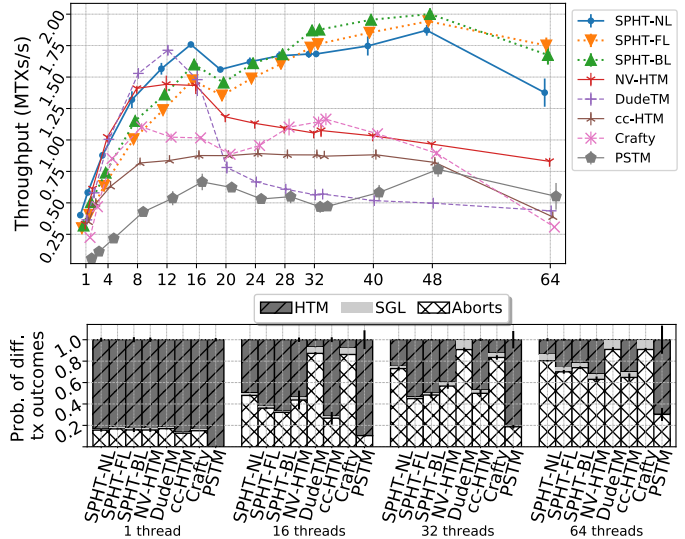 Throughput (MTXs/s)
2.00
1.75
1.50
1.25
1.00
0.75
0.50
0.25
1 4 8 12 16 20 24 28 32 40 48 64
SPHT-NL
SPHT-FL
SPHT-BL
NV-HTM
DudeTM
cc-HTM
Crafty
PSTM
HTM SGL Aborts
Prob. of diff.
tx outcomes
1.0
0.8
0.6
0.4
0.2
SPHT-NL SPHT-FL SPHT-BL NV-HTM DudeTM cc-HTM Crafty PSTM
1 thread
SPHT-NL SPHT-FL SPHT-BL NV-HTM DudeTM cc-HTM Crafty PSTM
16 threads
SPHT-NL SPHT-FL SPHT-BL NV-HTM DudeTM cc-HTM Crafty PSTM
32 threads
SPHT-NL SPHT-FL SPHT-BL NV-HTM DudeTM cc-HTM Crafty PSTM
64 threads